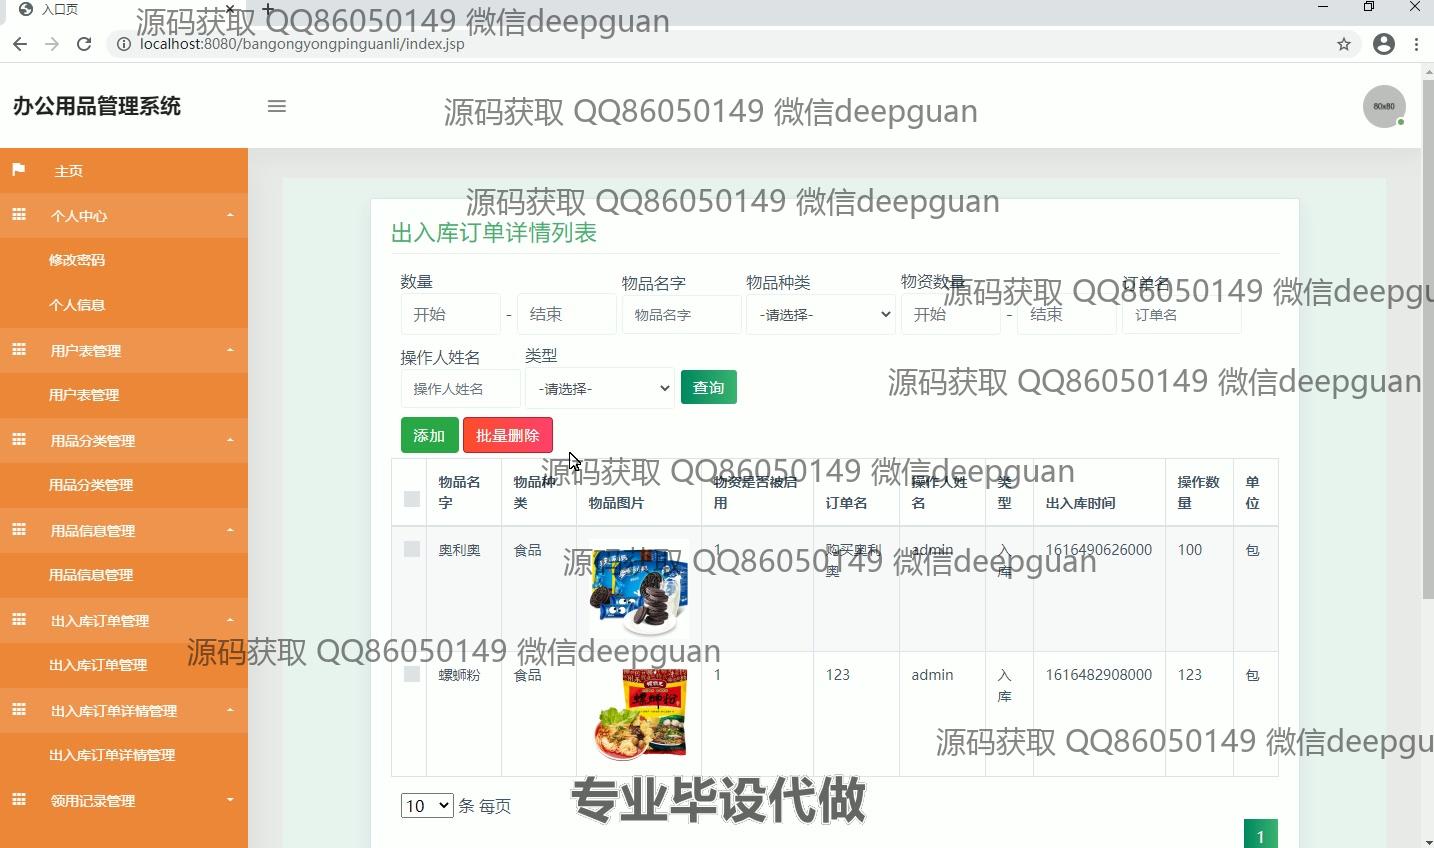 入口页
源码获取 QQ86050149 微信deepguan
localhost:8080/bangongyongpinguanli/index.jsp
办公用品管理系统
源码获取 QQ86050149 微信deepguan
80x80
主页
个人中心
修改密码
个人信息
用户表管理
用户表管理
用品分类管理
用品分类管理
用品信息管理
用品信息管理
出入库订单管理
出入库订单管理
出入库订单详情管理
出入库订单详情管理
领用记录管理
源码获取 QQ86050149 微信deepguan
出入库订单详情列表
数量 物品名字 物品种类 物资数量 订单名
源码获取 QQ86050149 微信deepgu
开始 - 结束 物品名字 -请选择- 开始 - 结束 订单名
操作人姓名 类型
操作人姓名 -请选择- 查询
源码获取 QQ86050149 微信deepguan
添加 批量删除
源码获取 QQ86050149 微信deepguan
物品名字 物品种类 物品图片 物资是否被启用 订单名 操作人姓名 类型 出入库时间 操作数量 单位
奥利奥 食品 1 购买奥利奥 admin 入库 1616490626000 100 包
源码获取 QQ86050149 微信deepguan
源码获取 QQ86050149 微信deepguan
螺蛳粉 食品 1 123 admin 入库 1616482908000 123 包
螺蛳粉
源码获取 QQ86050149 微信deepgu
10 条 每页
专业毕设代做
1